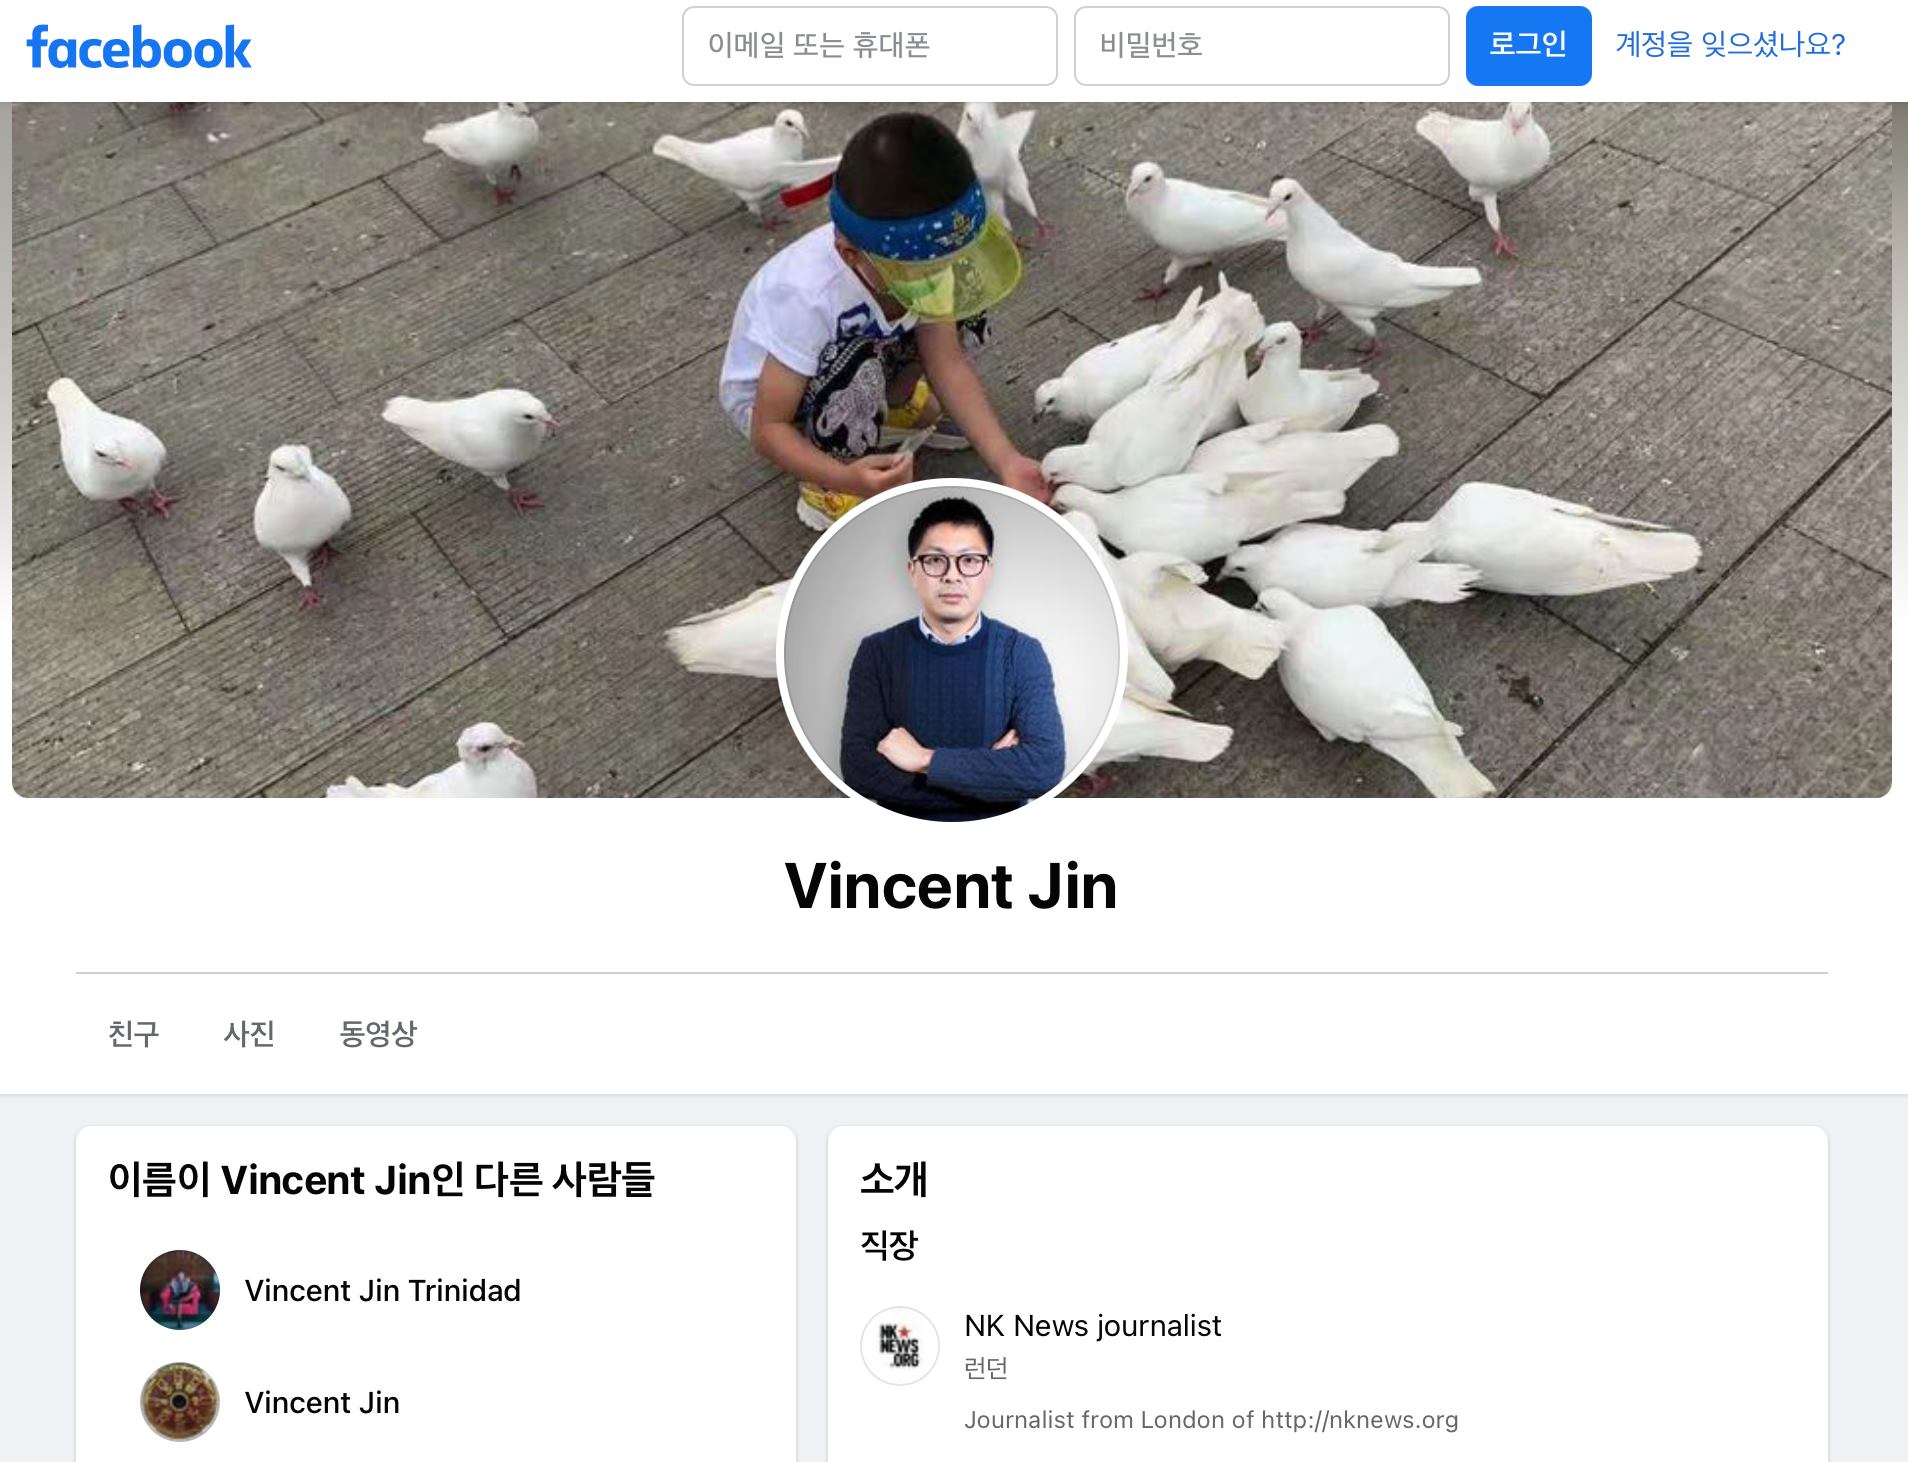 facebook
이메일 또는 휴대폰
비밀번호
로그인
계정을 잊으셨나요?
Vincent Jin
친구
사진
동영상
이름이 Vincent Jin인 다른 사람들
Vincent Jin Trinidad
Vincent Jin
소개
직장
NK
NEWS
.ORG
NK News journalist
런던
Journalist from London of http://nknews.org